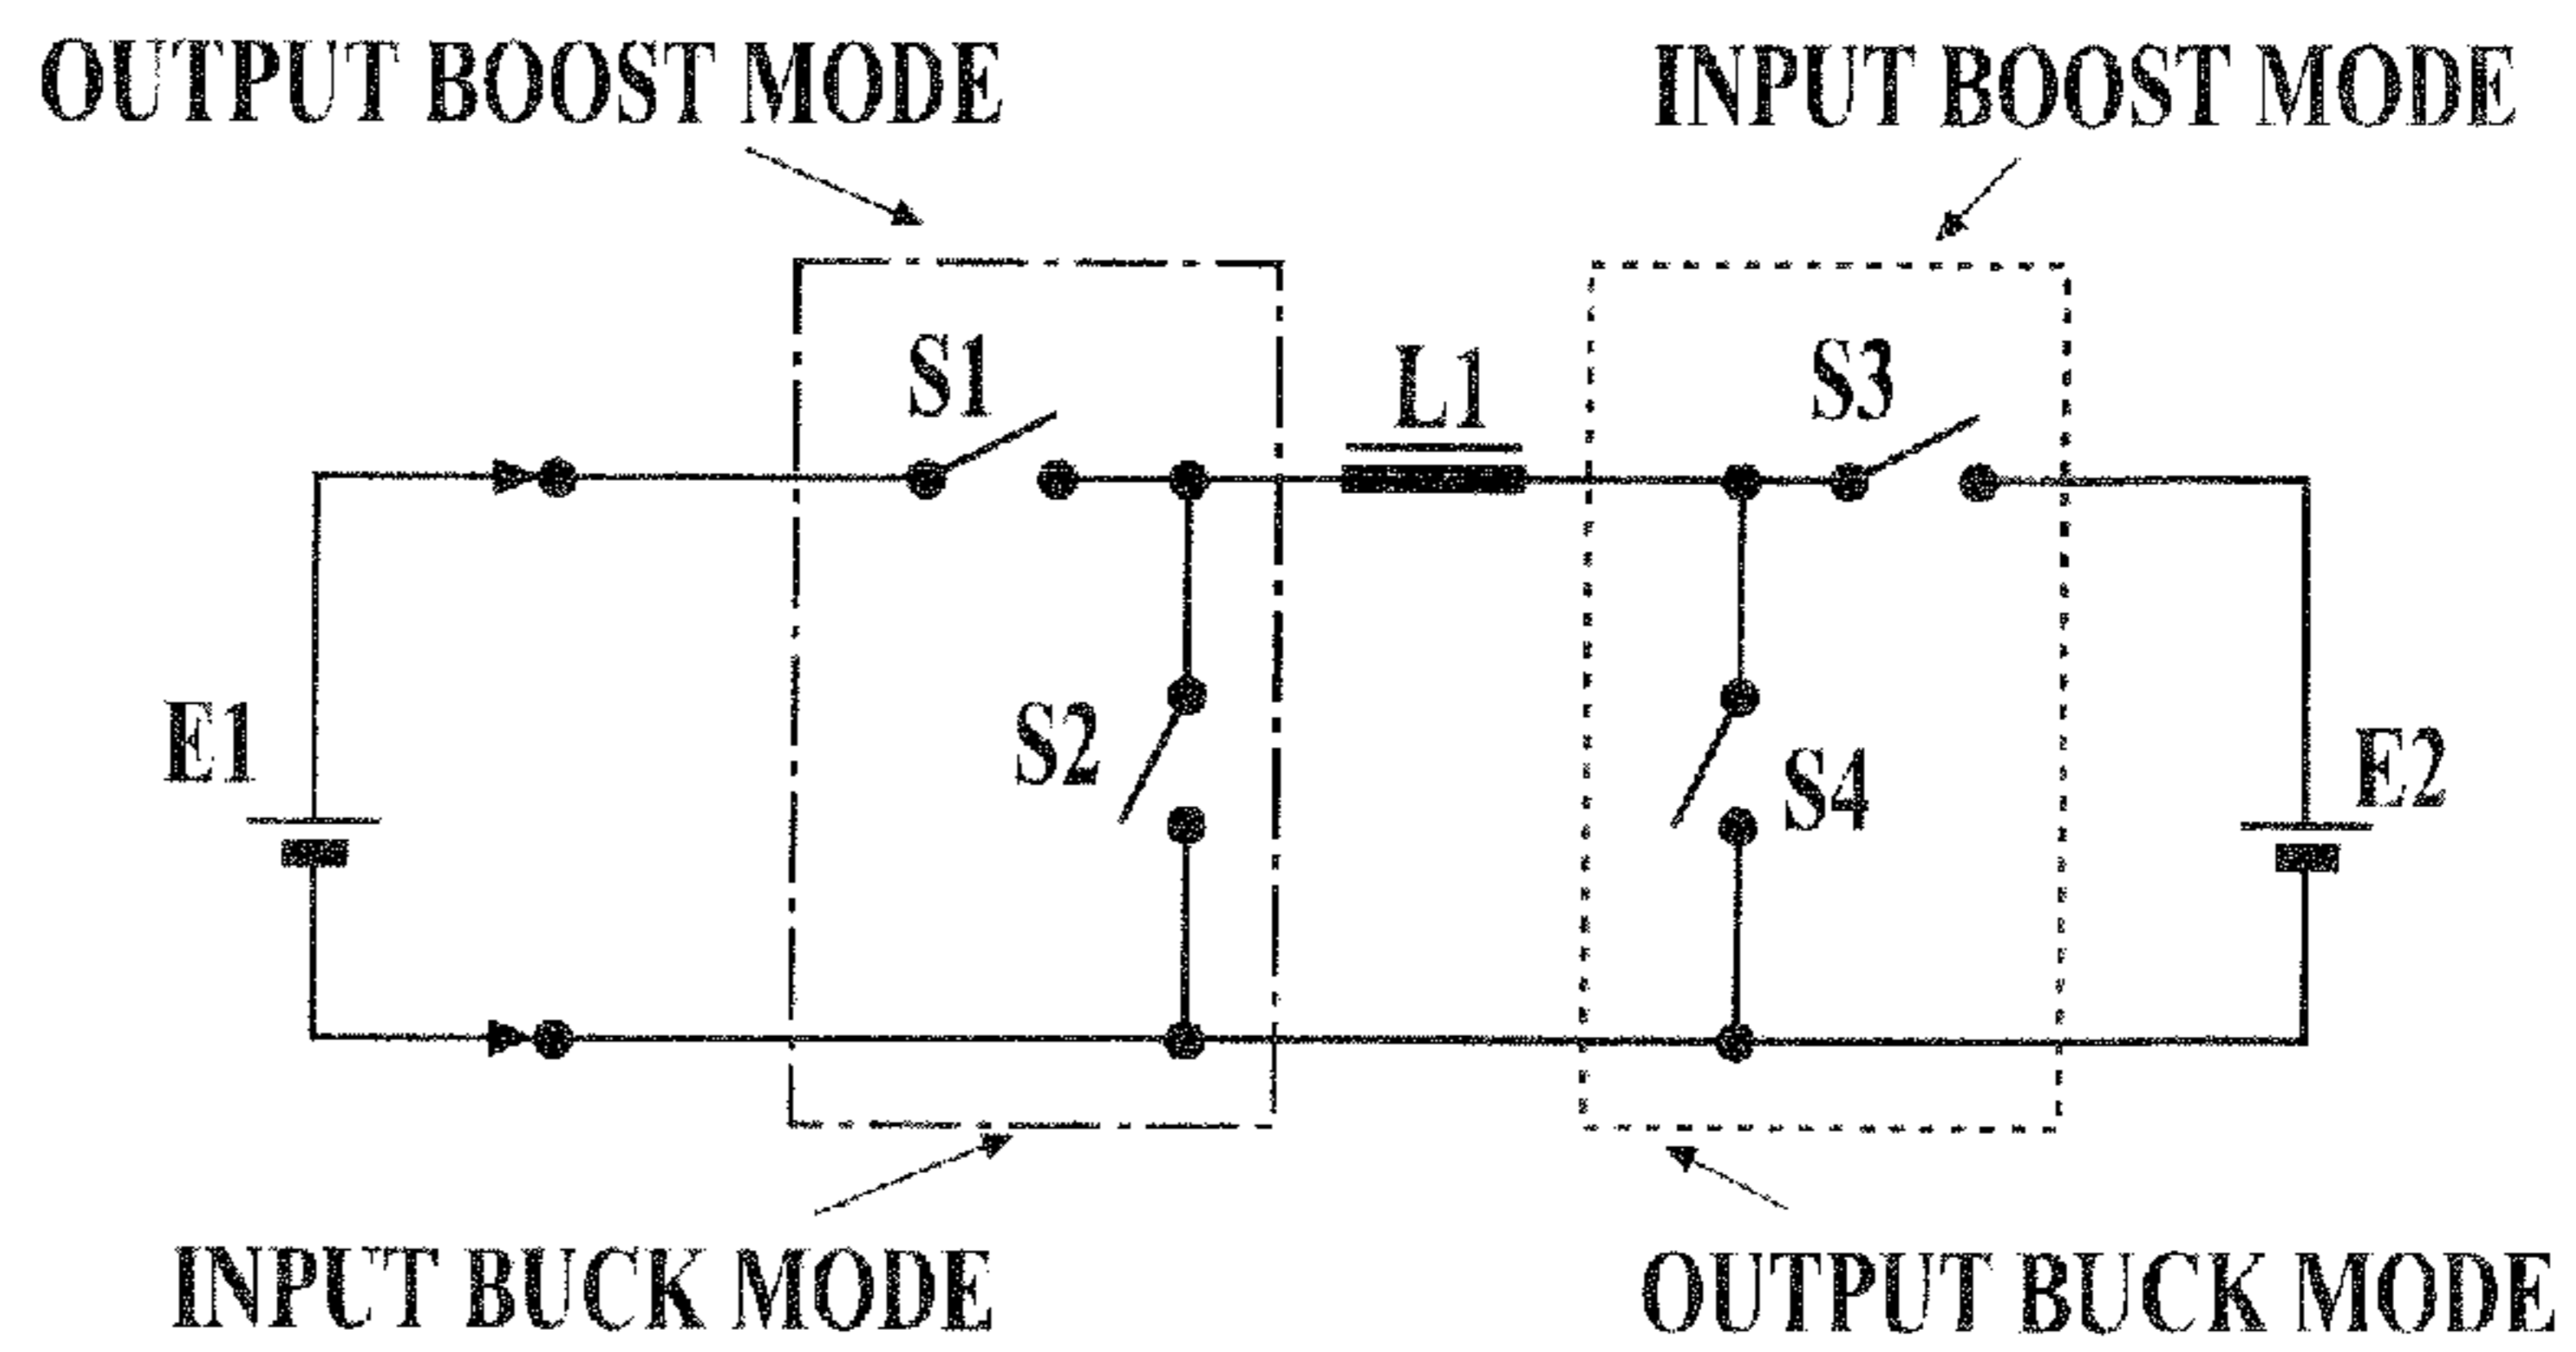 OUTPUT BOOST MODE
INPUT BOOST MODE
S1
L1
S3
E1
S2
S4
E2
INPUT BUCK MODE
OUTPUT BUCK MODE